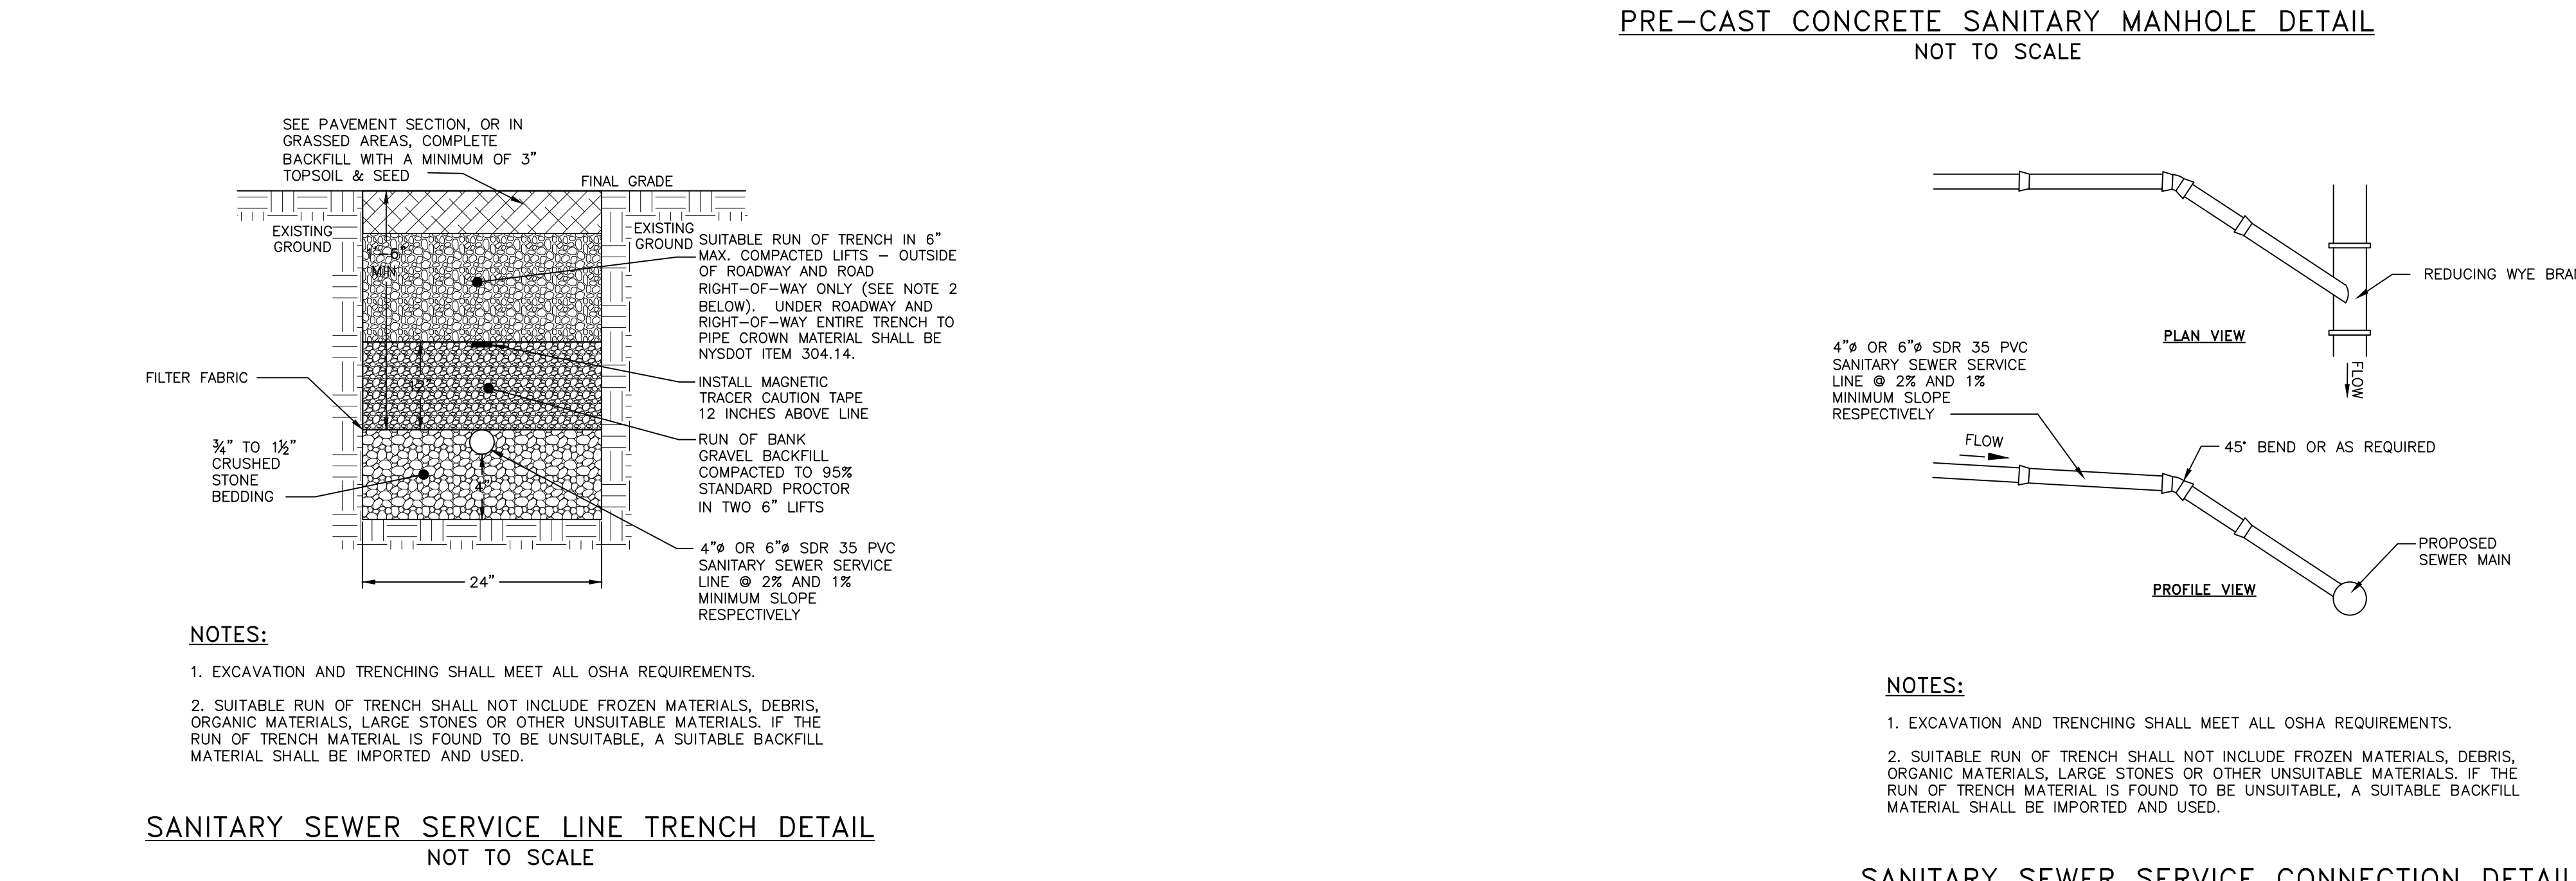 PRE-CAST CONCRETE SANITARY MANHOLE DETAIL
NOT TO SCALE
SEE PAVEMENT SECTION, OR IN
GRASSED AREAS, COMPLETE
BACKFILL WITH A MINIMUM OF 3"
TOPSOIL & SEED
FINAL GRADE
EXISTING
GROUND
EXISTING
GROUND
1'-6"
MIN.
SUITABLE RUN OF TRENCH IN 6"
MAX. COMPACTED LIFTS – OUTSIDE
OF ROADWAY AND ROAD
RIGHT-OF-WAY ONLY (SEE NOTE 2
BELOW). UNDER ROADWAY AND
RIGHT-OF-WAY ENTIRE TRENCH TO
PIPE CROWN MATERIAL SHALL BE
NYSDOT ITEM 304.14.
FILTER FABRIC
12"
INSTALL MAGNETIC
TRACER CAUTION TAPE
12 INCHES ABOVE LINE
¾" TO 1½"
CRUSHED
STONE
BEDDING
RUN OF BANK
GRAVEL BACKFILL
COMPACTED TO 95%
STANDARD PROCTOR
IN TWO 6" LIFTS
4"
4"ø OR 6"ø SDR 35 PVC
SANITARY SEWER SERVICE
LINE @ 2% AND 1%
MINIMUM SLOPE
RESPECTIVELY
24"
NOTES:
1. EXCAVATION AND TRENCHING SHALL MEET ALL OSHA REQUIREMENTS.
2. SUITABLE RUN OF TRENCH SHALL NOT INCLUDE FROZEN MATERIALS, DEBRIS,
ORGANIC MATERIALS, LARGE STONES OR OTHER UNSUITABLE MATERIALS. IF THE
RUN OF TRENCH MATERIAL IS FOUND TO BE UNSUITABLE, A SUITABLE BACKFILL
MATERIAL SHALL BE IMPORTED AND USED.
SANITARY SEWER SERVICE LINE TRENCH DETAIL
NOT TO SCALE
REDUCING WYE
PLAN VIEW
FLOW
4"ø OR 6"ø SDR 35 PVC
SANITARY SEWER SERVICE
LINE @ 2% AND 1%
MINIMUM SLOPE
RESPECTIVELY
FLOW
45° BEND OR AS REQUIRED
PROPOSED
SEWER MAIN
PROFILE VIEW
NOTES:
1. EXCAVATION AND TRENCHING SHALL MEET ALL OSHA REQUIREMENTS.
2. SUITABLE RUN OF TRENCH SHALL NOT INCLUDE FROZEN MATERIALS, DEBRIS,
ORGANIC MATERIALS, LARGE STONES OR OTHER UNSUITABLE MATERIALS. IF THE
RUN OF TRENCH MATERIAL IS FOUND TO BE UNSUITABLE, A SUITABLE BACKFILL
MATERIAL SHALL BE IMPORTED AND USED.
SANITARY SEWER SERVICE CONNECTION DETAIL